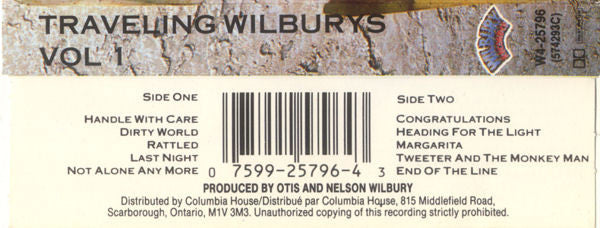 TRAVELING WILBURYS
VOL 1
W4-25796
(574293C)
SIDE ONE
HANDLE WITH CARE
DIRTY WORLD
RATTLED
LAST NIGHT
NOT ALONE ANY MORE
0 7599-25796-4 3
SIDE TWO
CONGRATULATIONS
HEADING FOR THE LIGHT
MARGARITA
TWEETER AND THE MONKEY MAN
END OF THE LINE
PRODUCED BY OTIS AND NELSON WILBURY
Distributed by Columbia House/Distribué par Columbia House, 815 Middlefield Road,
Scarborough, Ontario, M1V 3M3. Unauthorized copying of this recording strictly prohibited.